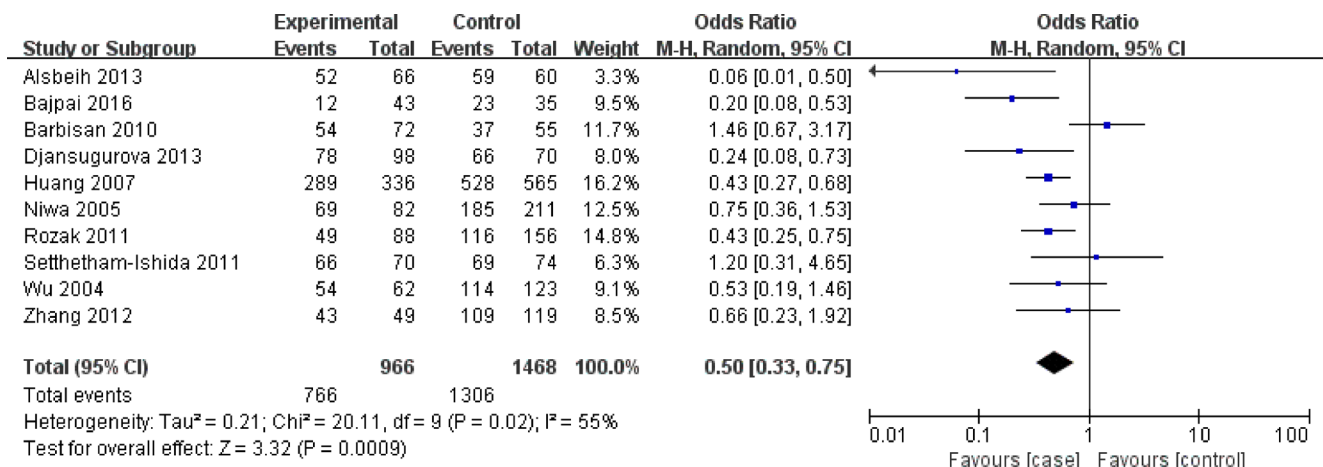 Experimental Control Odds Ratio Odds Ratio
Study or Subgroup Events Total Events Total Weight M-H, Random, 95% CI M-H, Random, 95% CI
Alsbeih 2013 52 66 59 60 3.3% 0.06 [0.01, 0.50]
Bajpai 2016 12 43 23 35 9.5% 0.20 [0.08, 0.53]
Barbisan 2010 54 72 37 55 11.7% 1.46 [0.67, 3.17]
Djansugurova 2013 78 98 66 70 8.0% 0.24 [0.08, 0.73]
Huang 2007 289 336 528 565 16.2% 0.43 [0.27, 0.68]
Niwa 2005 69 82 185 211 12.5% 0.75 [0.36, 1.53]
Rozak 2011 49 88 116 156 14.8% 0.43 [0.25, 0.75]
Setthetham-Ishida 2011 66 70 69 74 6.3% 1.20 [0.31, 4.65]
Wu 2004 54 62 114 123 9.1% 0.53 [0.19, 1.46]
Zhang 2012 43 49 109 119 8.5% 0.66 [0.23, 1.92]
Total (95% CI) 966 1468 100.0% 0.50 [0.33, 0.75]
Total events 766 1306
Heterogeneity: Tau² = 0.21; Chi² = 20.11, df = 9 (P = 0.02); I² = 55%
Test for overall effect: Z = 3.32 (P = 0.0009)
0.01 0.1 1 10 100
Favours [case] Favours [control]